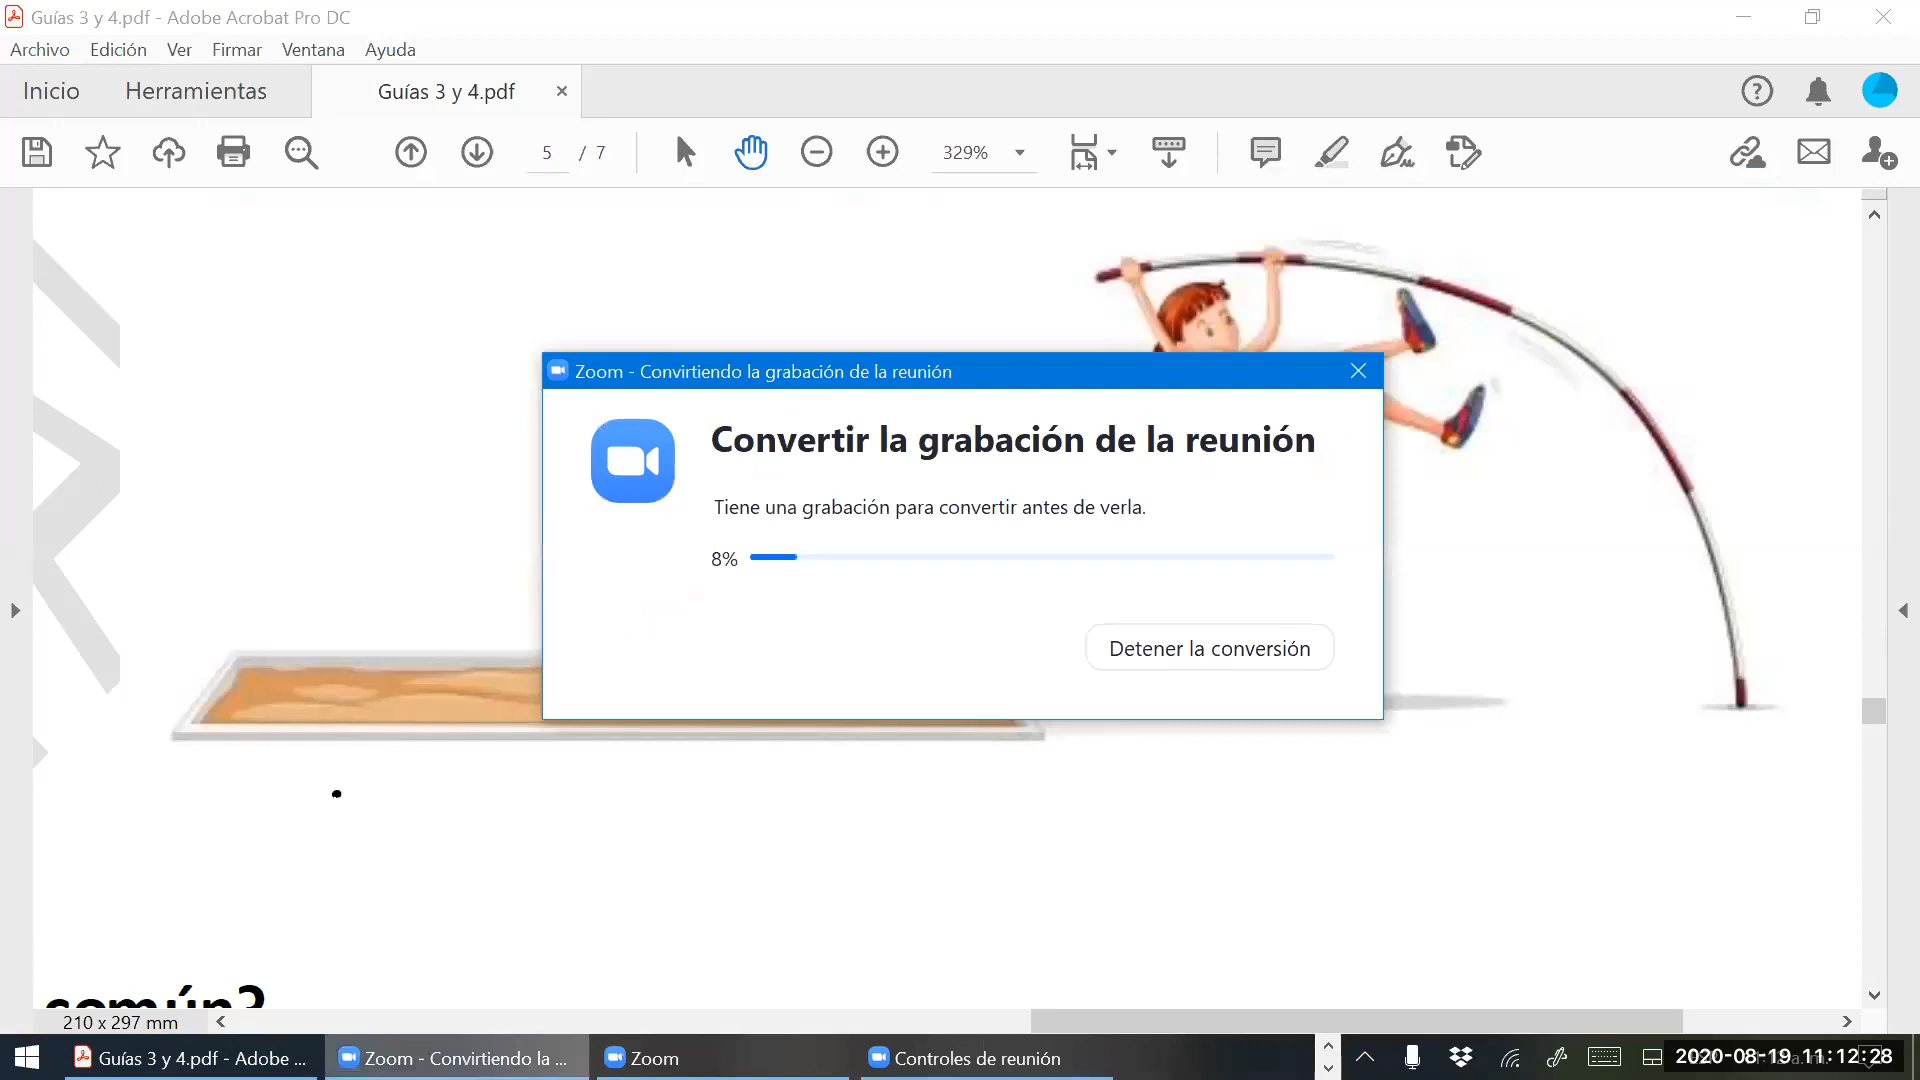 Guías 3 y 4.pdf - Adobe Acrobat Pro DC
Archivo Edición Ver Firmar Ventana Ayuda
Inicio Herramientas Guías 3 y 4.pdf ×
5 / 7 329%
Zoom - Convirtiendo la grabación de la reunión
Convertir la grabación de la reunión
Tiene una grabación para convertir antes de verla.
8%
Detener la conversión
común?
210 x 297 mm
Guías 3 y 4.pdf - Adobe ... Zoom - Convirtiendo la ... Zoom Controles de reunión 2020-08-19 11:12:28